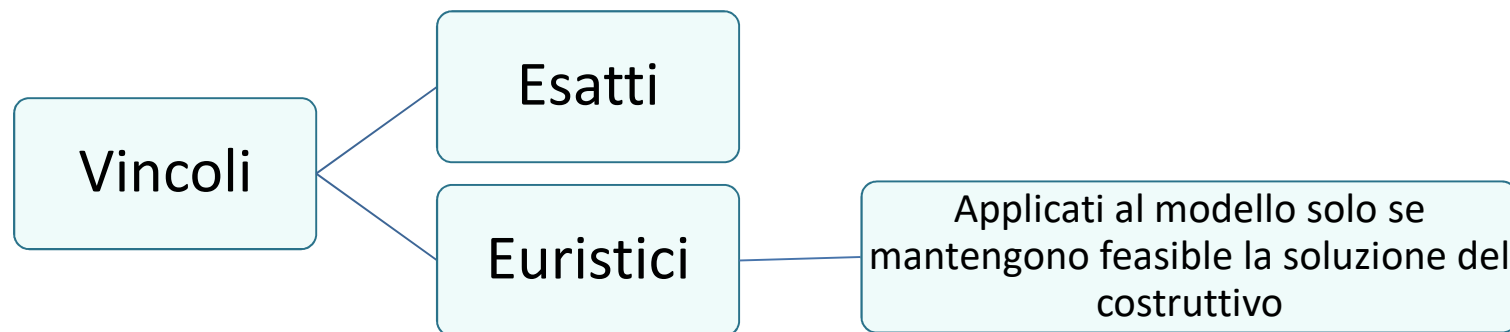 Vincoli
Esatti
Euristici
Applicati al modello solo se
mantengono feasible la soluzione del
costruttivo